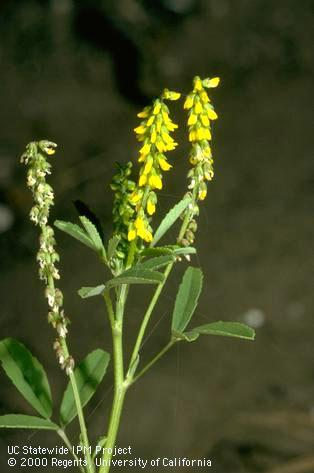 UC Statewide IPM Project
© 2000 Regents, University of California